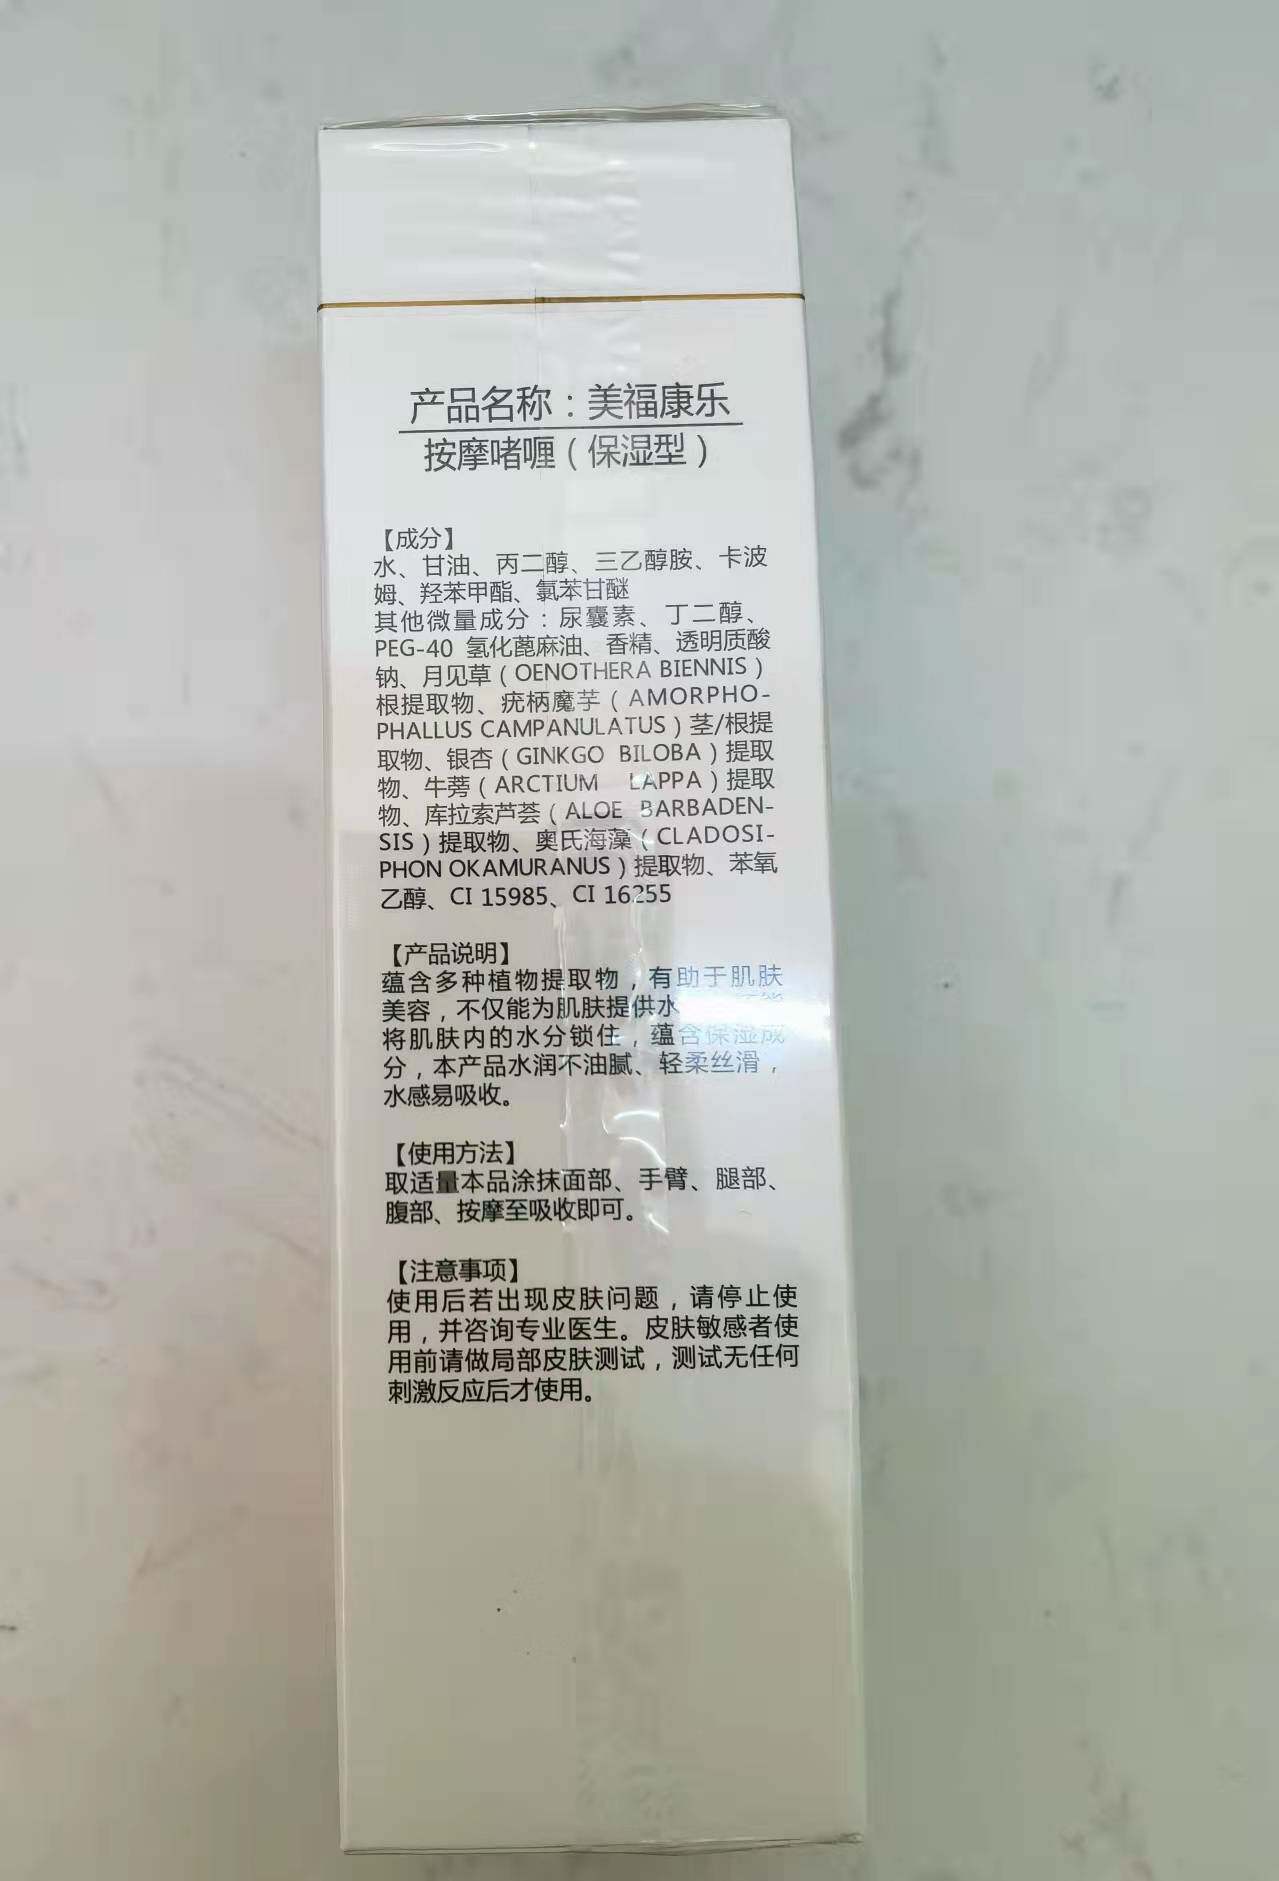 产品名称：美福康乐
按摩啫喱（保湿型）
【成分】
水、甘油、丙二醇、三乙醇胺、卡波
姆、羟苯甲酯、氯苯甘醚
其他微量成分：尿囊素、丁二醇、
PEG-40 氢化蓖麻油、香精、透明质酸
钠、月见草（OENOTHERA BIENNIS）
根提取物、疣柄魔芋（AMORPHO-
PHALLUS CAMPANULATUS）茎/根提
取物、银杏（GINKGO BILOBA）提取
物、牛蒡（ARCTIUM LAPPA）提取
物、库拉索芦荟（ALOE BARBADEN-
SIS）提取物、奥氏海藻（CLADOSI-
PHON OKAMURANUS）提取物、苯氧
乙醇、CI 15985、CI 16255
【产品说明】
蕴含多种植物提取物，有助于肌肤
美容，不仅能为肌肤提供水
将肌肤内的水分锁住，蕴含保湿成
分，本产品水润不油腻、轻柔丝滑，
水感易吸收。
【使用方法】
取适量本品涂抹面部、手臂、腿部、
腹部、按摩至吸收即可。
【注意事项】
使用后若出现皮肤问题，请停止使
用，并咨询专业医生。皮肤敏感者使
用前请做局部皮肤测试，测试无任何
刺激反应后才使用。